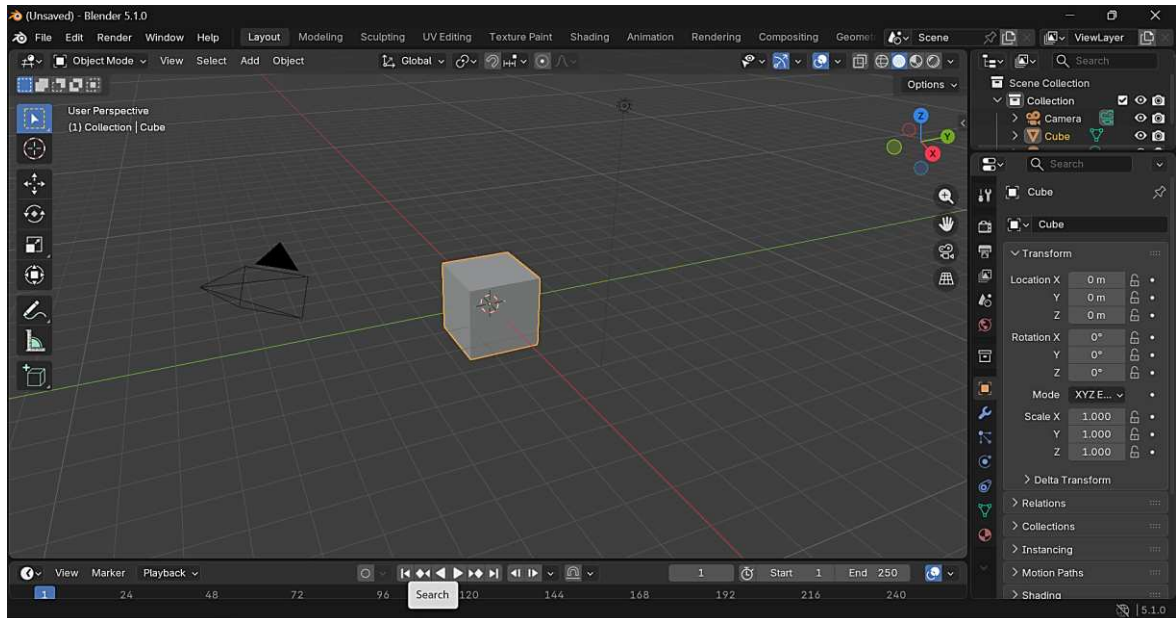 (Unsaved) - Blender 5.1.0
File Edit Render Window Help Layout Modeling Sculpting UV Editing Texture Paint Shading Animation Rendering Compositing Geome Scene ViewLayer
Object Mode View Select Add Object Global Search
Options
User Perspective
(1) Collection | Cube
Z
Y
X
Scene Collection
Collection
Camera
Cube
Search
Cube
Cube
Transform
Location X 0 m
Y 0 m
Z 0 m
Rotation X 0°
Y 0°
Z 0°
Mode XYZ E...
Scale X 1.000
Y 1.000
Z 1.000
Delta Transform
Relations
Collections
Instancing
Motion Paths
Shading
View Marker Playback 1 Start 1 End 250
1 24 48 72 96 120 144 168 192 216 240
Search
5.1.0